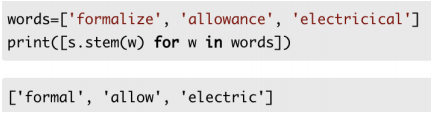 words=['formalize', 'allowance', 'electricical']
print([s.stem(w) for w in words])
['formal', 'allow', 'electric']